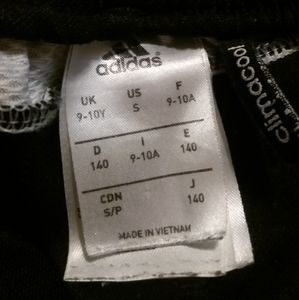 adidas
UK US F
9-10Y S 9-10A
D I E
140 9-10A 140
CDN J
S/P 140
MADE IN VIETNAM
climacool